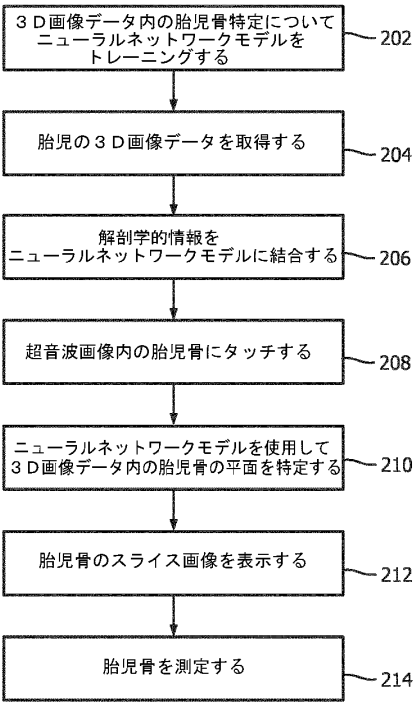 ３Ｄ画像データ内の胎児骨特定について
ニューラルネットワークモデルを
トレーニングする
202
胎児の３Ｄ画像データを取得する
204
解剖学的情報を
ニューラルネットワークモデルに結合する
206
超音波画像内の胎児骨にタッチする
208
ニューラルネットワークモデルを使用して
３Ｄ画像データ内の胎児骨の平面を特定する
210
胎児骨のスライス画像を表示する
212
胎児骨を測定する
214